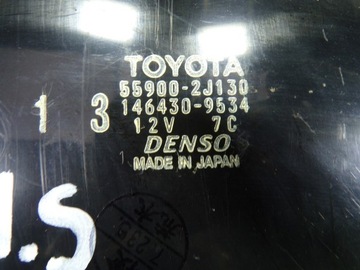 TOYOTA
55900-2J130
146430-9534
1 3
12V 7C
DENSO
MADE IN JAPAN